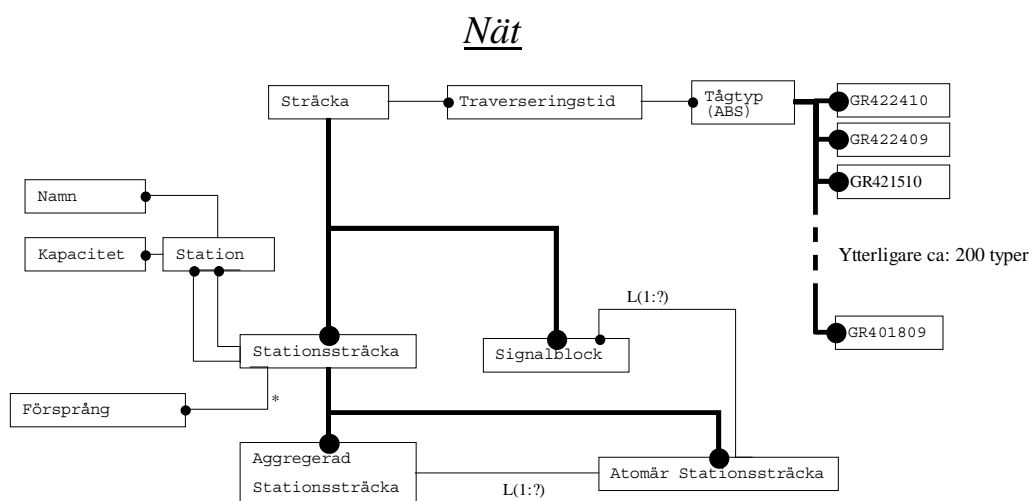 Nät
Sträcka
Traverseringstid
Tågtyp
(ABS)
GR422410
GR422409
GR421510
Namn
Kapacitet
Station
Ytterligare ca: 200 typer
L(1:?)
GR401809
Stationssträcka
Signalblock
Försprång
*
Aggregerad
Stationssträcka
L(1:?)
Atomär Stationssträcka